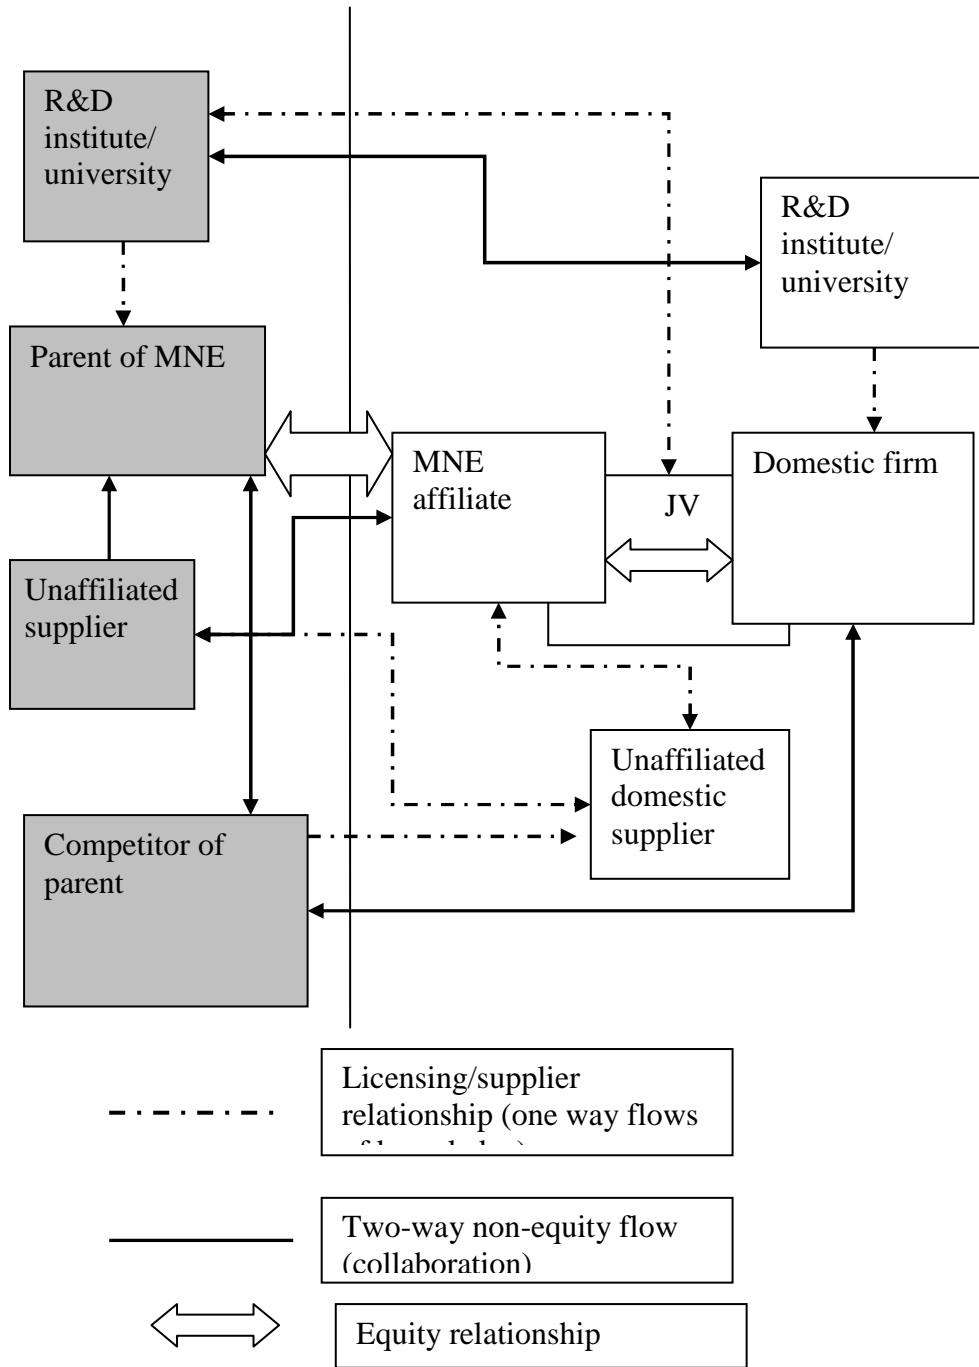 R&D
institute/
university
R&D
institute/
university
Parent of MNE
MNE
affiliate
JV
Domestic firm
Unaffiliated
supplier
Unaffiliated
domestic
supplier
Competitor of
parent
Licensing/supplier
relationship (one way flows
Two-way non-equity flow
(collaboration)
Equity relationship